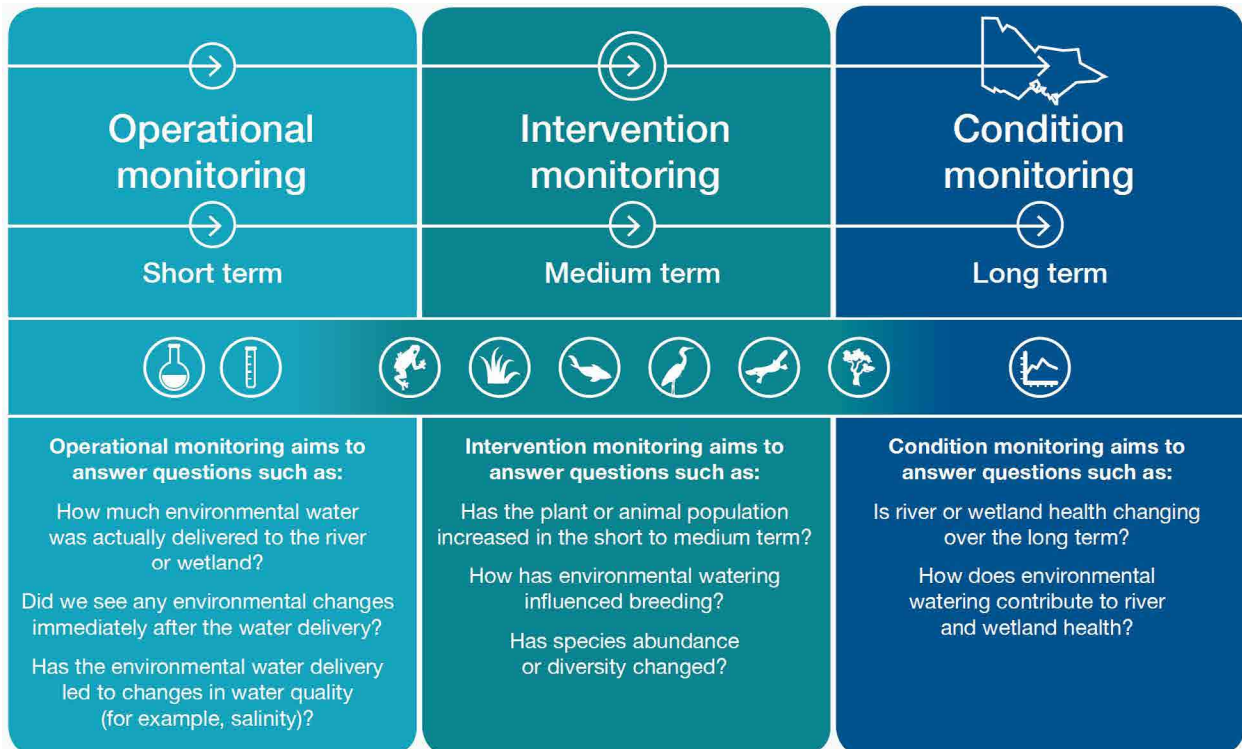 Operational
monitoring
Short term
Operational monitoring aims to
answer questions such as:
How much environmental water
was actually delivered to the river
or wetland?
Did we see any environmental changes
immediately after the water delivery?
Has the environmental water delivery
led to changes in water quality
(for example, salinity)?
Intervention
monitoring
Medium term
Intervention monitoring aims to
answer questions such as:
Has the plant or animal population
increased in the short to medium term?
How has environmental watering
influenced breeding?
Has species abundance
or diversity changed?
Condition
monitoring
Long term
Condition monitoring aims to
answer questions such as:
Is river or wetland health changing
over the long term?
How does environmental
watering contribute to river
and wetland health?